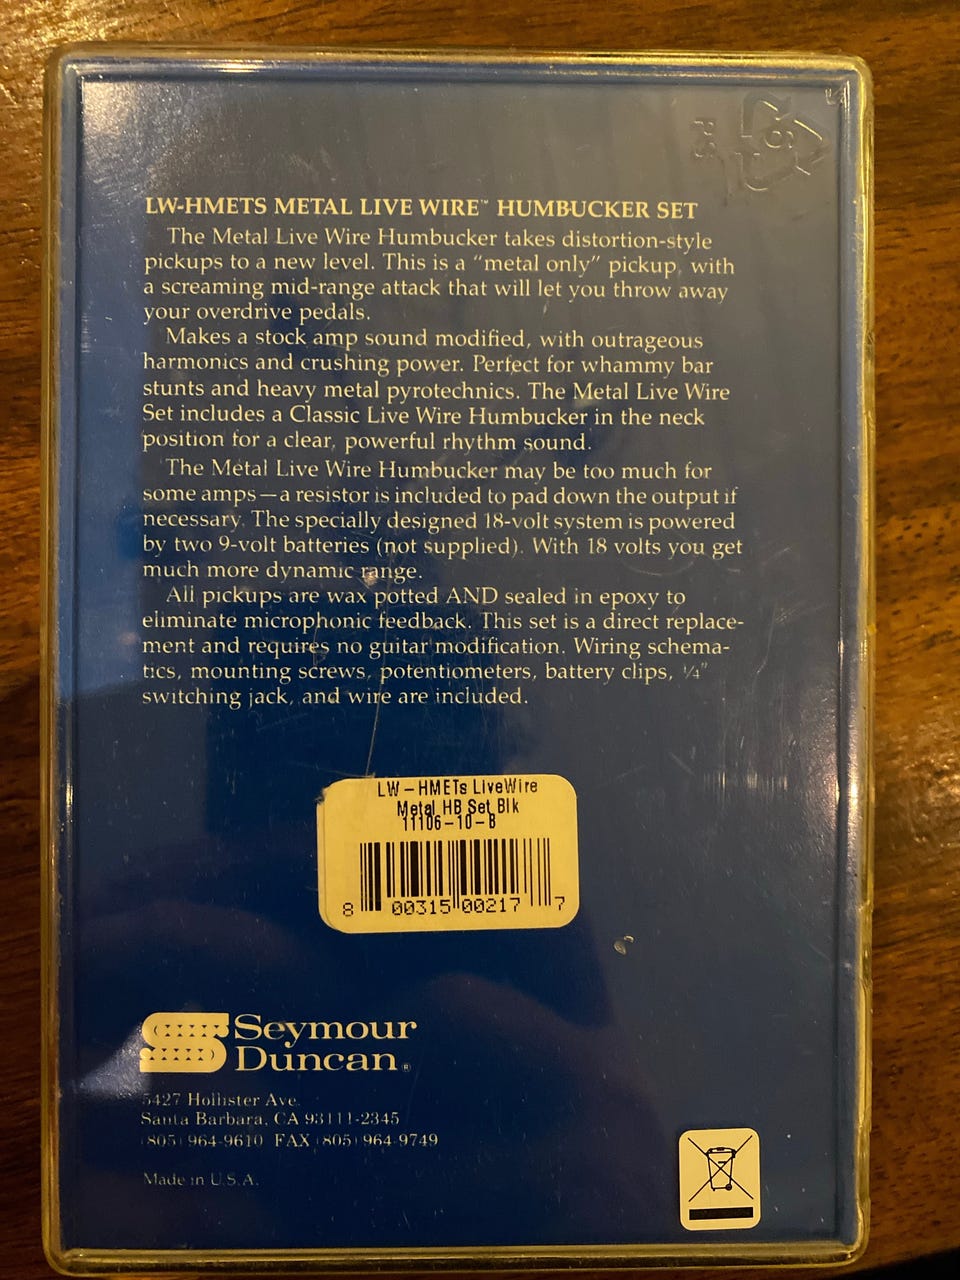 6
PS
LW-HMETS METAL LIVE WIRE™ HUMBUCKER SET
The Metal Live Wire Humbucker takes distortion-style
pickups to a new level. This is a “metal only” pickup, with
a screaming mid-range attack that will let you throw away
your overdrive pedals.
Makes a stock amp sound modified, with outrageous
harmonics and crushing power. Perfect for whammy bar
stunts and heavy metal pyrotechnics. The Metal Live Wire
Set includes a Classic Live Wire Humbucker in the neck
position for a clear, powerful rhythm sound.
The Metal Live Wire Humbucker may be too much for
some amps—a resistor is included to pad down the output if
necessary. The specially designed 18-volt system is powered
by two 9-volt batteries (not supplied). With 18 volts you get
much more dynamic range.
All pickups are wax potted AND sealed in epoxy to
eliminate microphonic feedback. This set is a direct replace-
ment and requires no guitar modification. Wiring schema-
tics, mounting screws, potentiometers, battery clips, ¼"
switching jack, and wire are included.
LW-HMETs LiveWire
Metal HB Set Blk
11106-10-B
8 00315 00217 7
Seymour
Duncan®
5427 Hollister Ave.
Santa Barbara, CA 93111-2345
(805) 964-9610 FAX (805) 964-9749
Made in U.S.A.